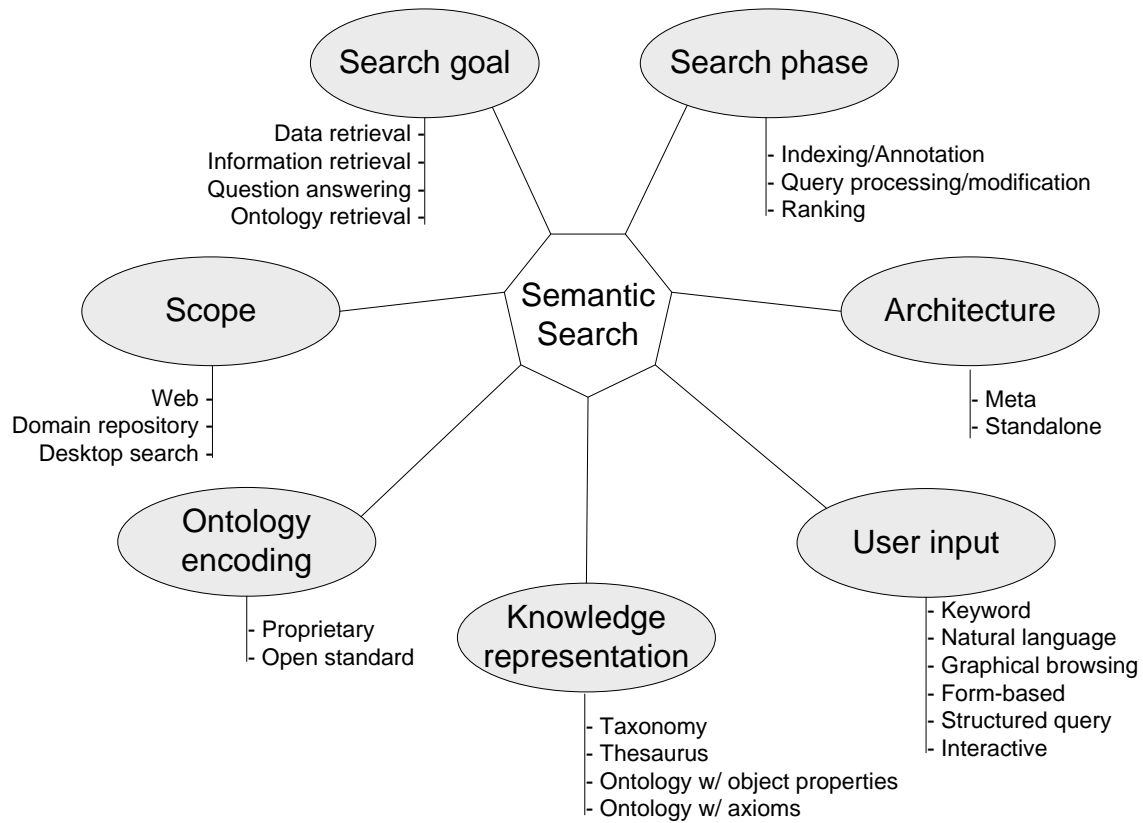 Search goal
Data retrieval -
Information retrieval -
Question answering -
Ontology retrieval -
Search phase
- Indexing/Annotation
- Query processing/modification
- Ranking
Semantic
Search
Scope
Web -
Domain repository -
Desktop search -
Architecture
- Meta
- Standalone
Ontology
encoding
- Proprietary
- Open standard
Knowledge
representation
- Taxonomy
- Thesaurus
- Ontology w/ object properties
- Ontology w/ axioms
User input
- Keyword
- Natural language
- Graphical browsing
- Form-based
- Structured query
- Interactive